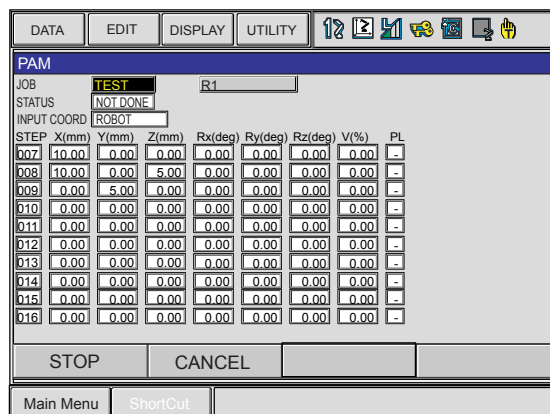 DATA EDIT DISPLAY UTILITY
PAM
JOB TEST R1
STATUS NOT DONE
INPUT COORD ROBOT
STEP X(mm) Y(mm) Z(mm) Rx(deg) Ry(deg) Rz(deg) V(%) PL
007 10.00 0.00 0.00 0.00 0.00 0.00 0.00 -
008 10.00 0.00 5.00 0.00 0.00 0.00 0.00 -
009 0.00 5.00 0.00 0.00 0.00 0.00 0.00 -
010 0.00 0.00 0.00 0.00 0.00 0.00 0.00 -
011 0.00 0.00 0.00 0.00 0.00 0.00 0.00 -
012 0.00 0.00 0.00 0.00 0.00 0.00 0.00 -
013 0.00 0.00 0.00 0.00 0.00 0.00 0.00 -
014 0.00 0.00 0.00 0.00 0.00 0.00 0.00 -
015 0.00 0.00 0.00 0.00 0.00 0.00 0.00 -
016 0.00 0.00 0.00 0.00 0.00 0.00 0.00 -
STOP CANCEL
Main Menu ShortCut